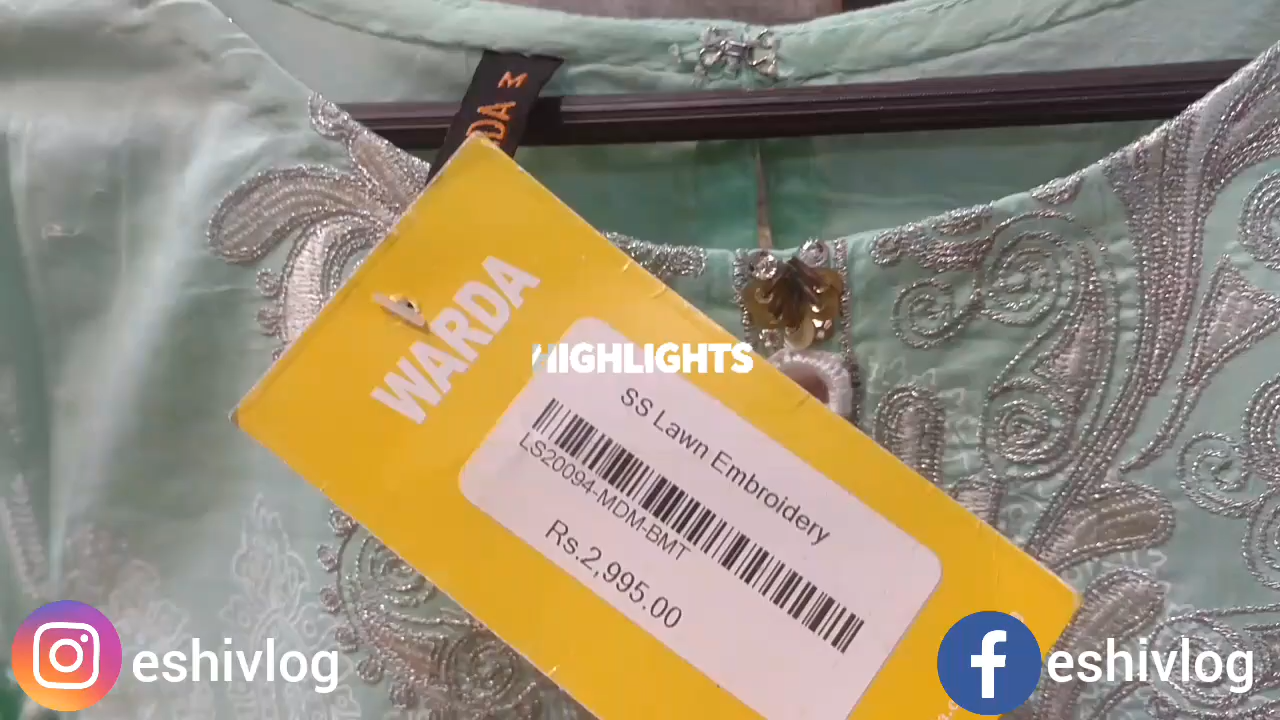 M
WARDA
HIGHLIGHTS
SS Lawn Embroidery
LS20094-MDM-BMT
Rs.2,995.00
eshivlog
eshivlog